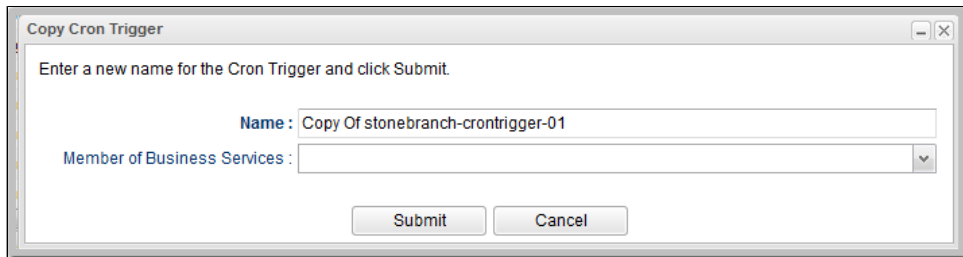 Copy Cron Trigger
Enter a new name for the Cron Trigger and click Submit.
Name : Copy Of stonebranch-crontrigger-01
Member of Business Services :
Submit Cancel